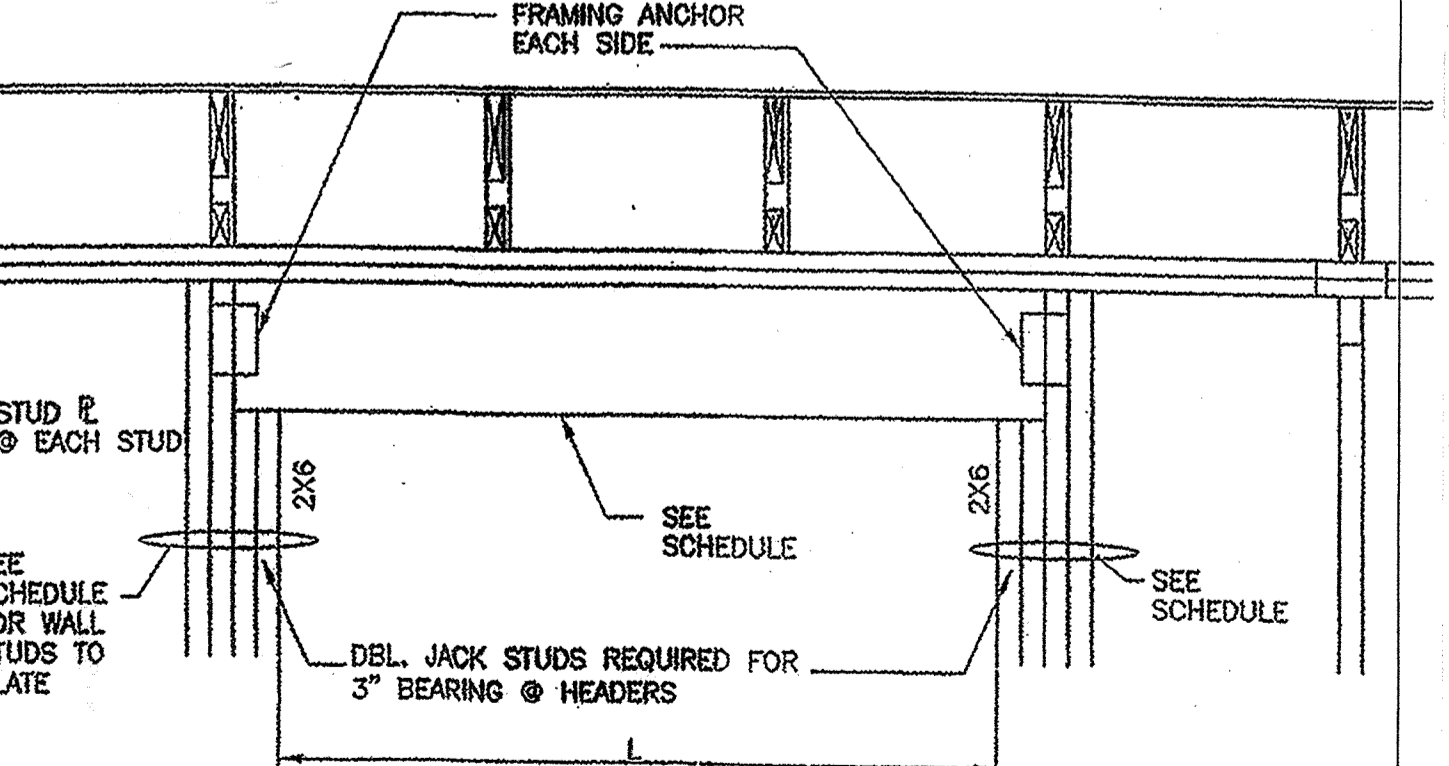 FRAMING ANCHOR
EACH SIDE
STUD ⅊
@ EACH STUD
2X6
2X6
SEE
SCHEDULE
EE
CHEDULE
OR WALL
TUDS TO
LATE
SEE
SCHEDULE
DBL. JACK STUDS REQUIRED FOR
3" BEARING @ HEADERS
L